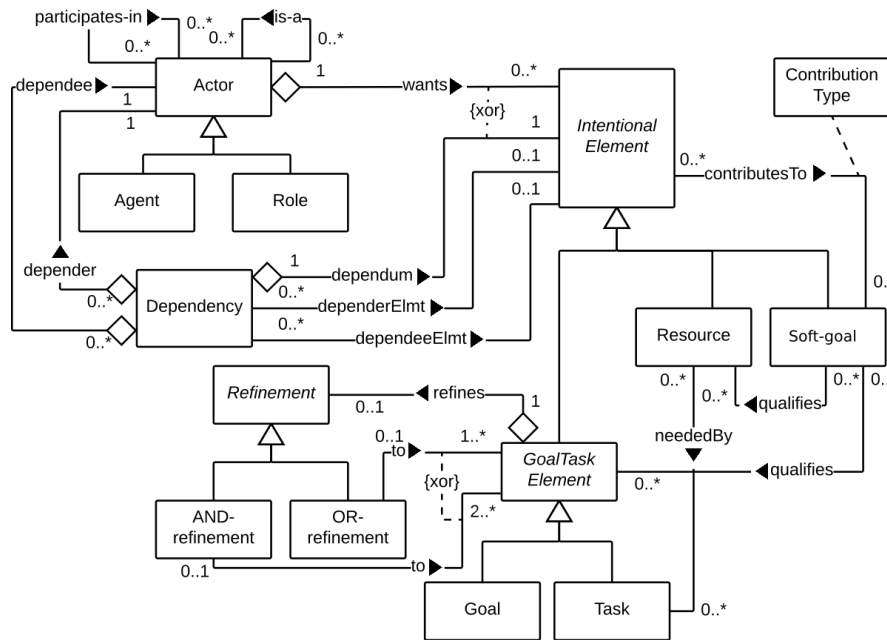 participates-in
0..*
0..*
0..*
is-a
0..*
dependee
1
1
Actor
1
wants
0..*
{xor}
1
0..1
0..1
Intentional
Element
0..*
contributesTo
Contribution
Type
Agent
Role
depender
0..*
0..*
Dependency
1
dependum
0..*
dependerElmt
0..*
dependeeElmt
0..
Resource
Soft-goal
0..*
0..*
0..*
0..
qualifies
neededBy
Refinement
0..1
refines
1
0..1
to
1..*
{xor}
2..*
GoalTask
Element
0..*
qualifies
AND-
refinement
OR-
refinement
0..1
to
Goal
Task
0..*